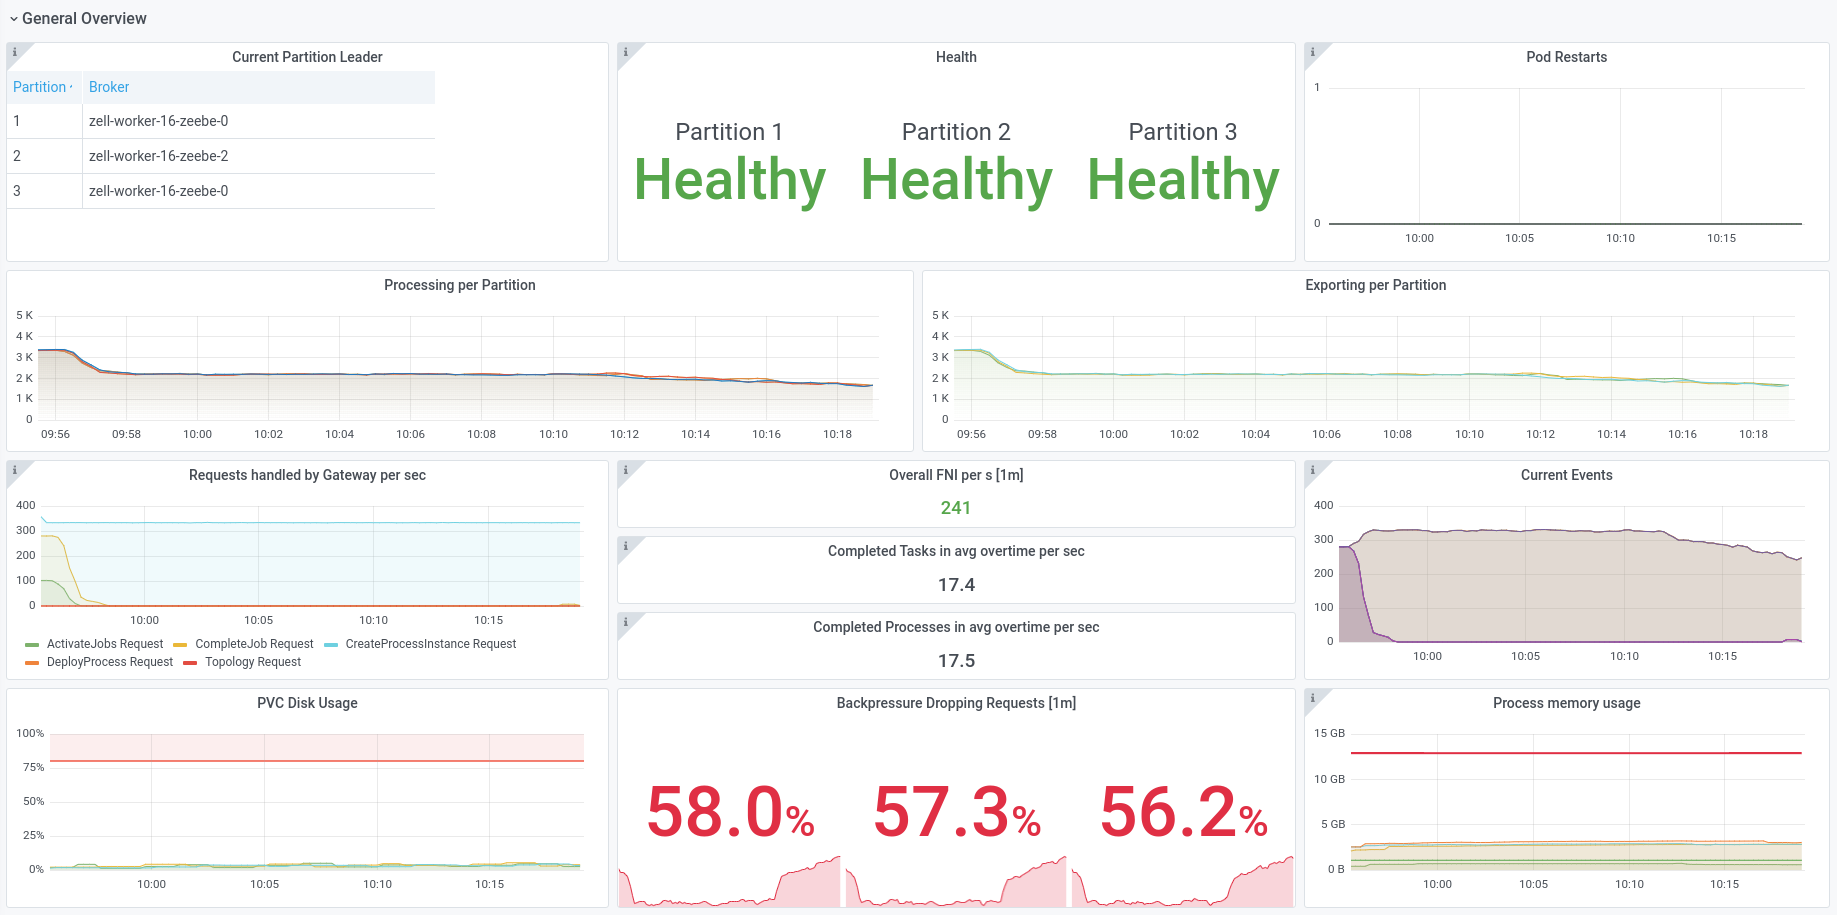 General Overview
Current Partition Leader
Partition
Broker
1
zell-worker-16-zeebe-0
2
zell-worker-16-zeebe-2
3
zell-worker-16-zeebe-0
Health
Partition 1
Partition 2
Partition 3
Healthy
Healthy
Healthy
Pod Restarts
1
0
10:00 10:05 10:10 10:15
Processing per Partition
5 K
4 K
3 K
2 K
1 K
0
09:56 09:58 10:00 10:02 10:04 10:06 10:08 10:10 10:12 10:14 10:16 10:18
Exporting per Partition
5 K
4 K
3 K
2 K
1 K
0
09:56 09:58 10:00 10:02 10:04 10:06 10:08 10:10 10:12 10:14 10:16 10:18
Requests handled by Gateway per sec
400
300
200
100
0
10:00 10:05 10:10 10:15
ActivateJobs Request CompleteJob Request CreateProcessInstance Request
DeployProcess Request Topology Request
Overall FNI per s [1m]
241
Completed Tasks in avg overtime per sec
17.4
Completed Processes in avg overtime per sec
17.5
Current Events
400
300
200
100
0
10:00 10:05 10:10 10:15
PVC Disk Usage
100%
75%
50%
25%
0%
10:00 10:05 10:10 10:15
Backpressure Dropping Requests [1m]
58.0% 57.3% 56.2%
Process memory usage
15 GB
10 GB
5 GB
0 B
10:00 10:05 10:10 10:15